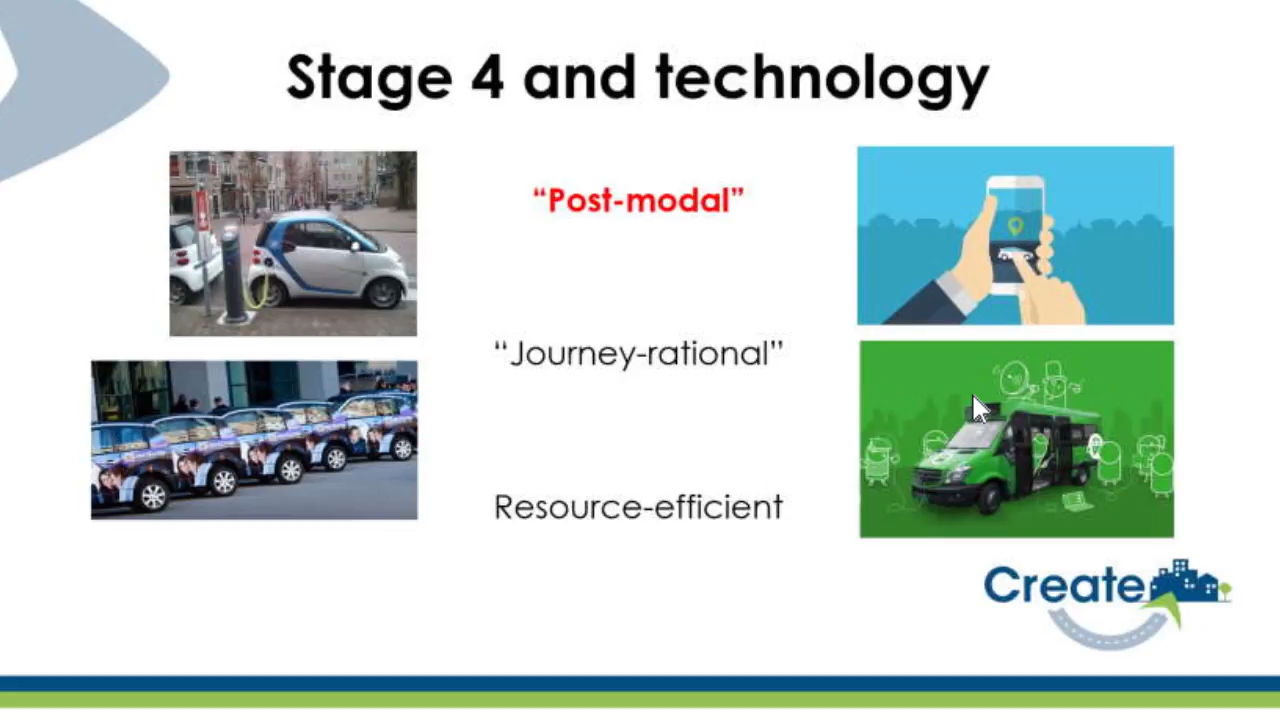 Stage 4 and technology
“Post-modal”
“Journey-rational”
Resource-efficient
Create